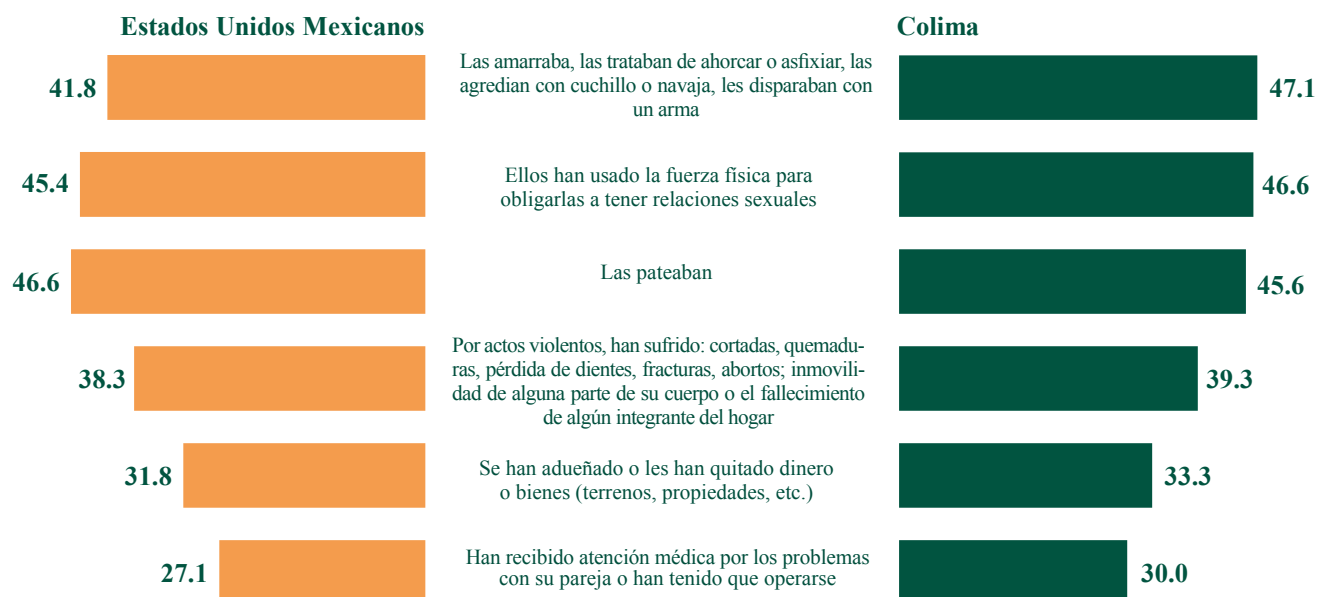 Estados Unidos Mexicanos
Colima
41.8
Las amarraba, las trataban de ahorcar o asfixiar, las
agredian con cuchillo o navaja, les disparaban con
un arma
47.1
45.4
Ellos han usado la fuerza física para
obligarlas a tener relaciones sexuales
46.6
46.6
Las pateaban
45.6
38.3
Por actos violentos, han sufrido: cortadas, quemadu-
ras, pérdida de dientes, fracturas, abortos; inmovili-
dad de alguna parte de su cuerpo o el fallecimiento
de algún integrante del hogar
39.3
31.8
Se han adueñado o les han quitado dinero
o bienes (terrenos, propiedades, etc.)
33.3
27.1
Han recibido atención médica por los problemas
con su pareja o han tenido que operarse
30.0